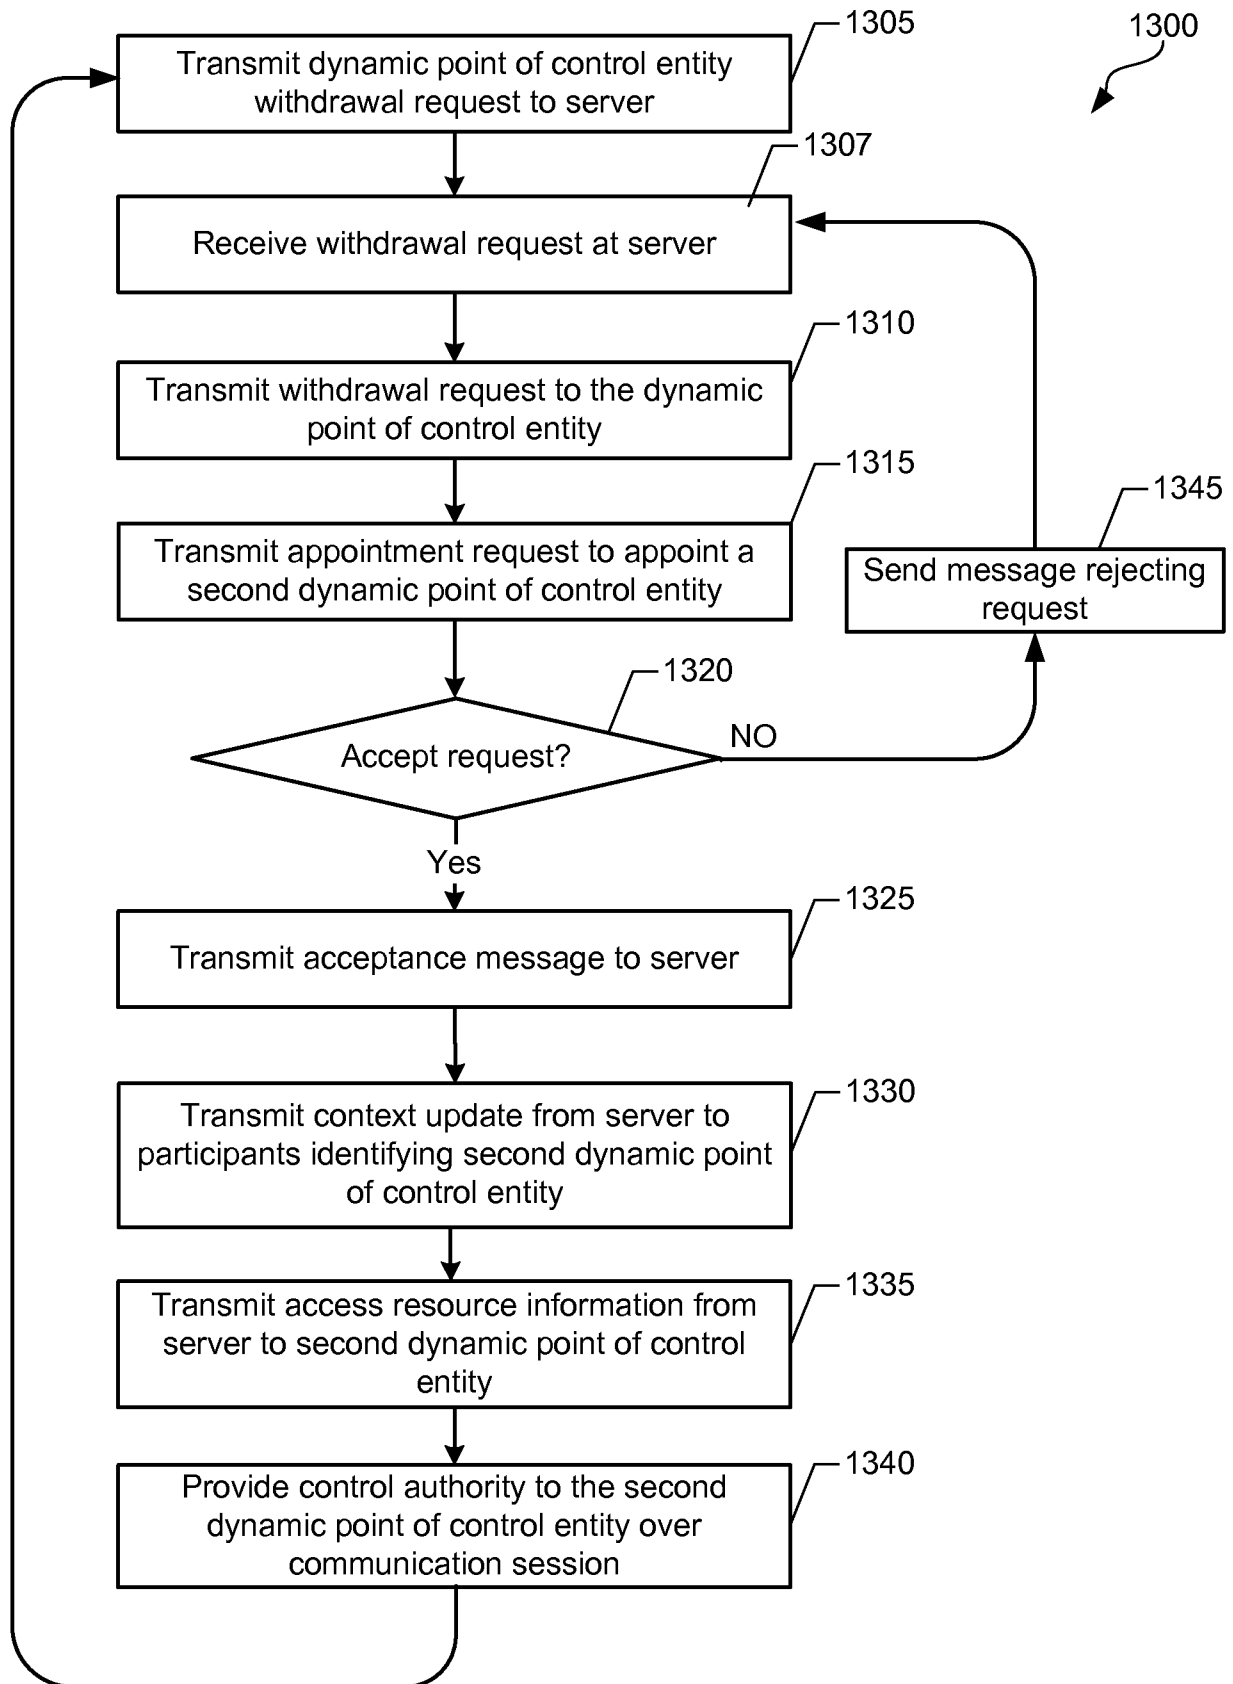 1305
1300
Transmit dynamic point of control entity
withdrawal request to server
1307
Receive withdrawal request at server
1310
Transmit withdrawal request to the dynamic
point of control entity
1315
Transmit appointment request to appoint a
second dynamic point of control entity
1345
Send message rejecting
request
1320
Accept request?
NO
Yes
1325
Transmit acceptance message to server
1330
Transmit context update from server to
participants identifying second dynamic point
of control entity
1335
Transmit access resource information from
server to second dynamic point of control
entity
1340
Provide control authority to the second
dynamic point of control entity over
communication session